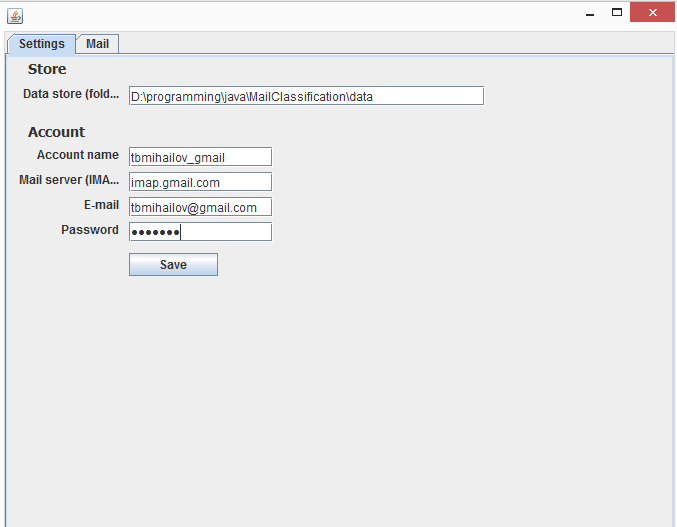 Settings Mail
Store
Data store (fold... D:\programming\java\MailClassification\data
Account
Account name tbmihailov_gmail
Mail server (IMA... imap.gmail.com
E-mail tbmihailov@gmail.com
Password •••••••
Save